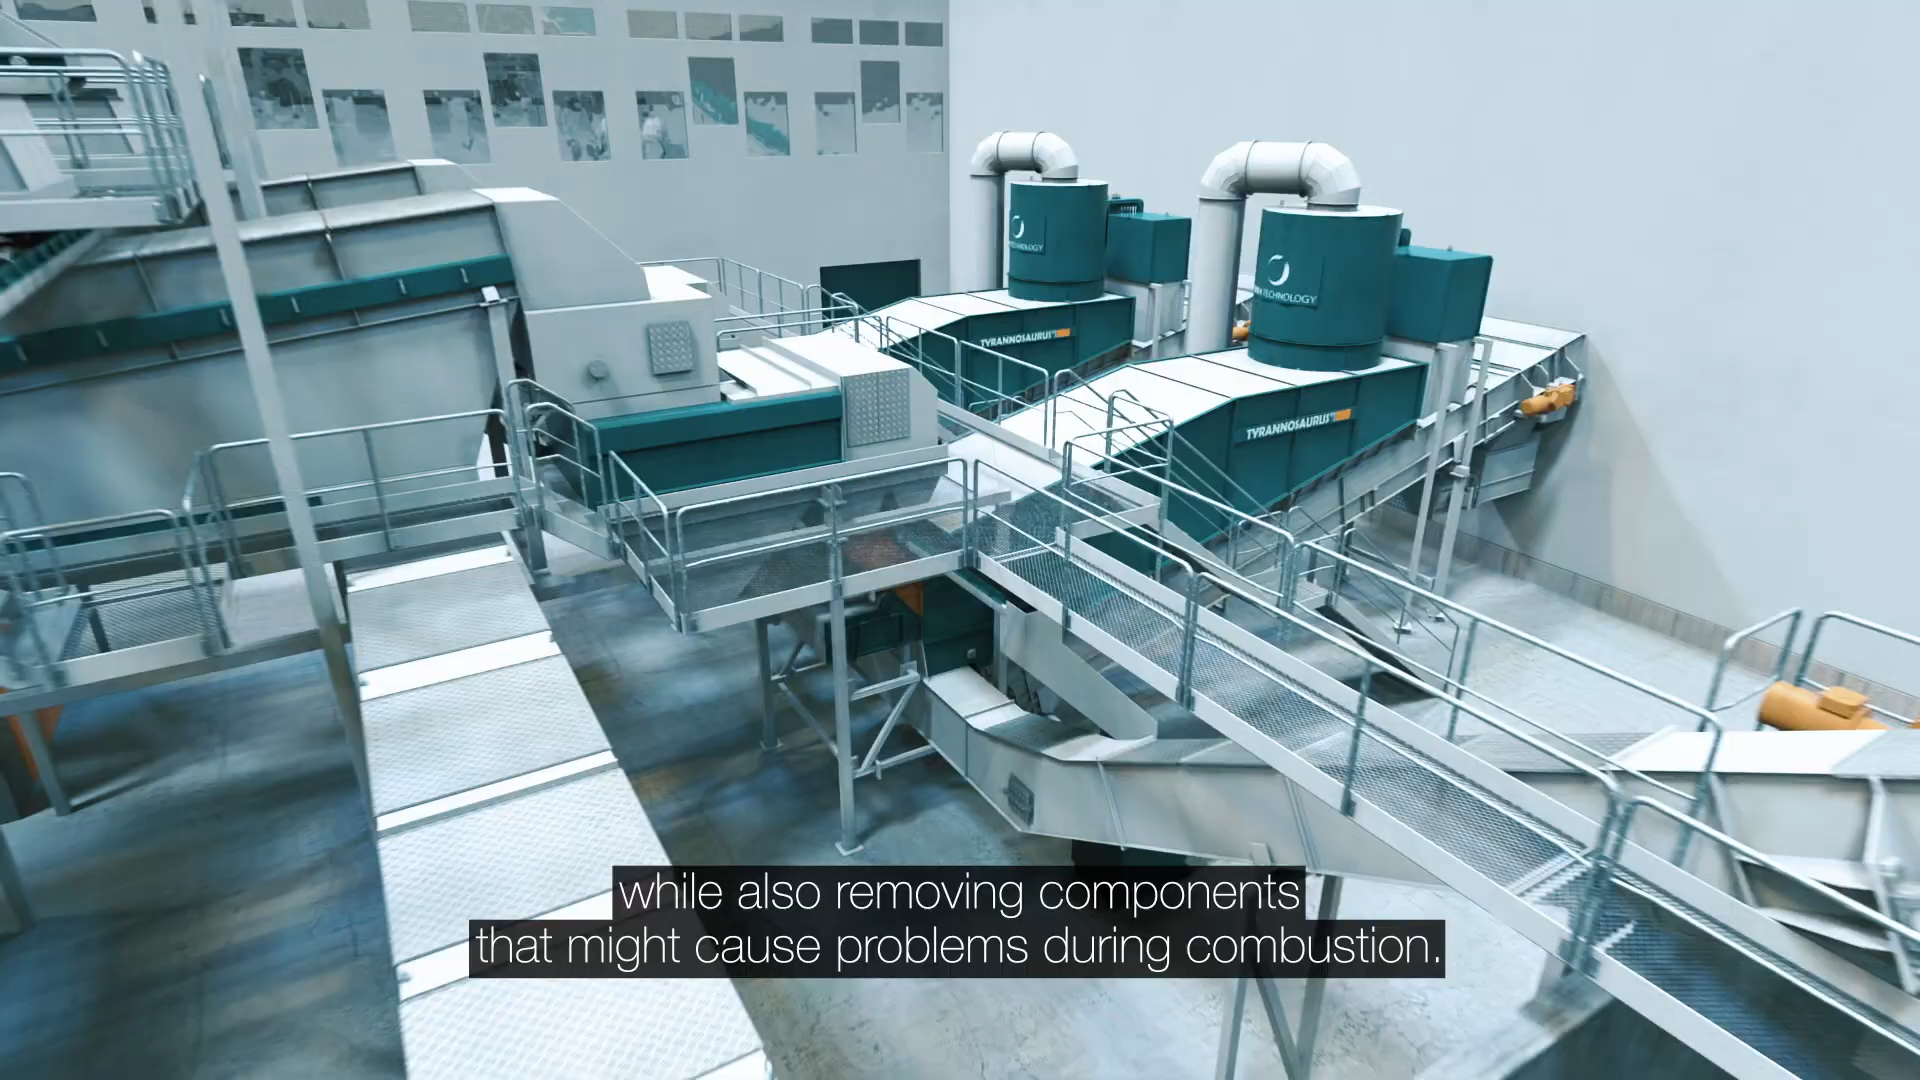 TECHNOLOGY
TECHNOLOGY
TYRANNOSAURUS
TYRANNOSAURUS
while also removing components
that might cause problems during combustion.